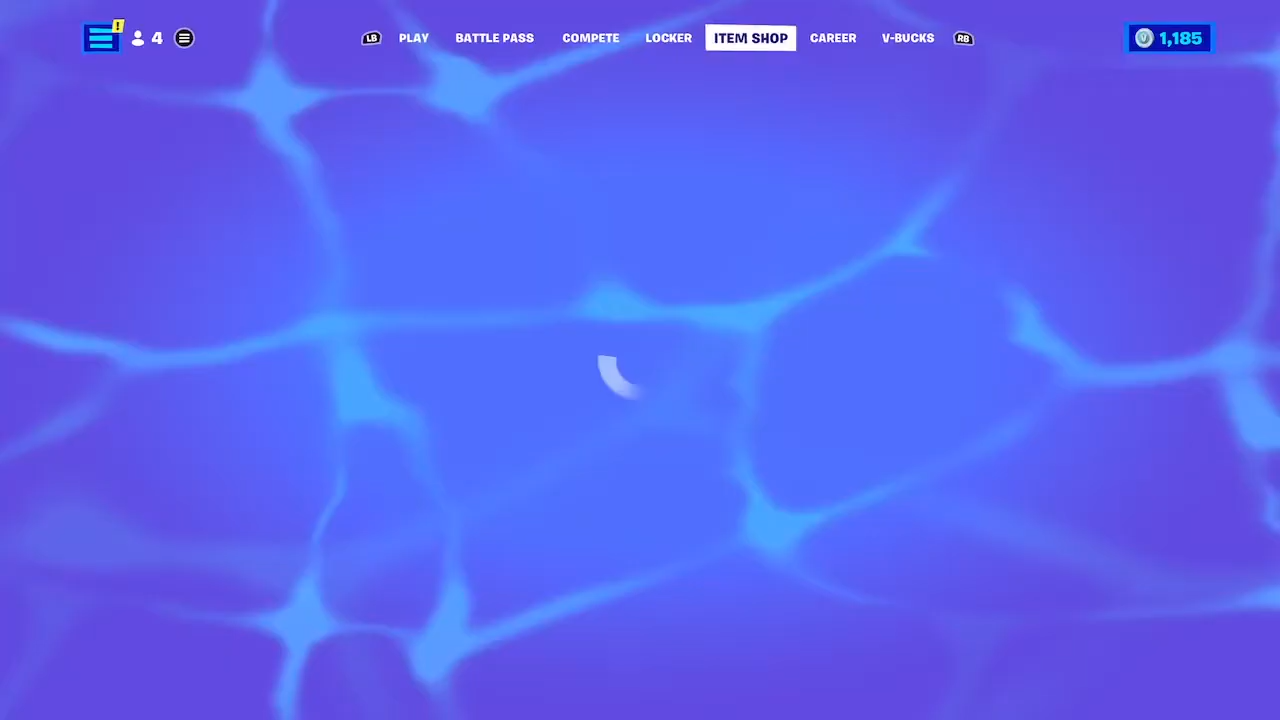 ! 4 LB PLAY BATTLE PASS COMPETE LOCKER ITEM SHOP CAREER V-BUCKS RB V 1,185